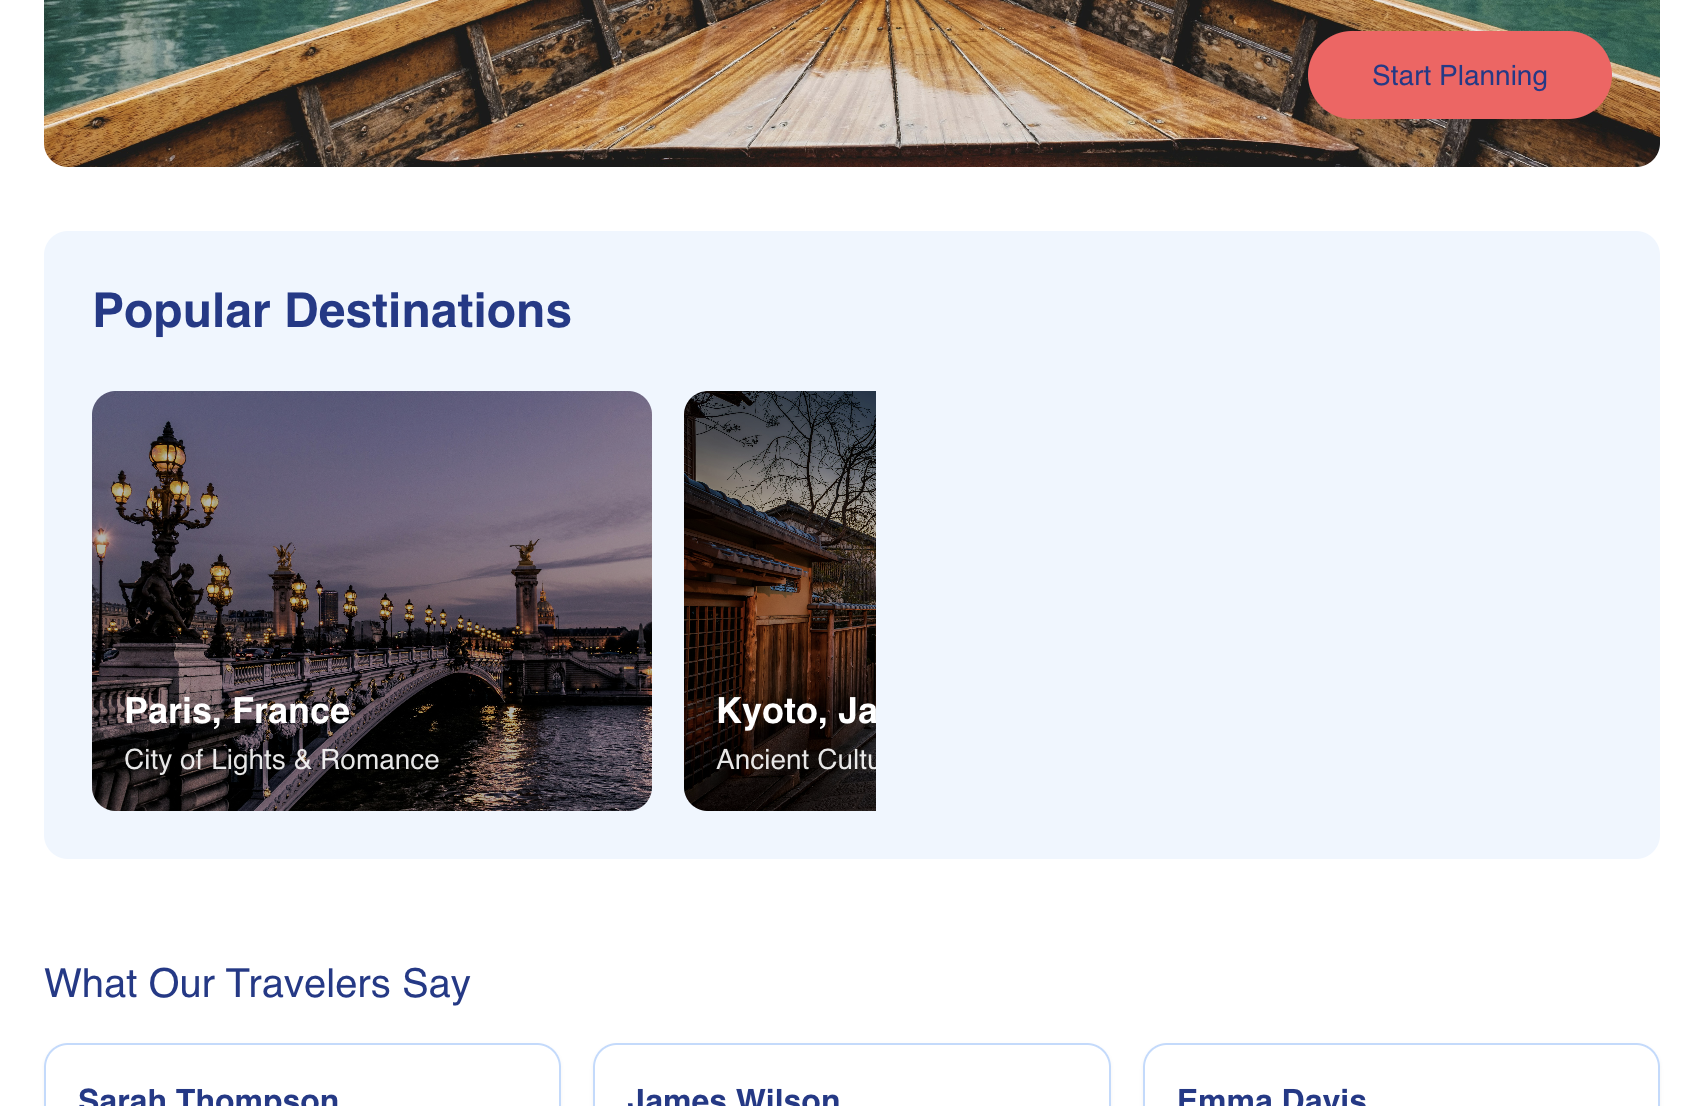 Start Planning
Popular Destinations
Paris, France
City of Lights & Romance
Kyoto, Ja
Ancient Cultu
What Our Travelers Say
Sarah Thompson
James Wilson
Emma Davis